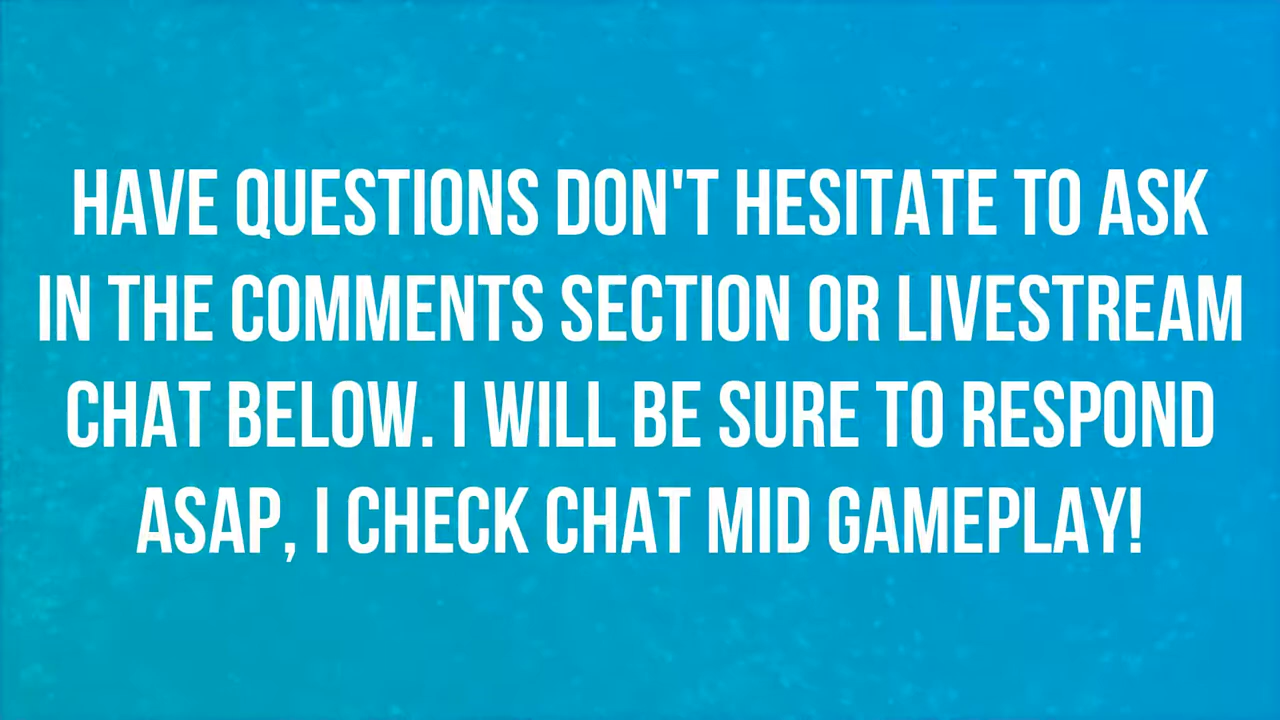 HAVE QUESTIONS DON'T HESITATE TO ASK
IN THE COMMENTS SECTION OR LIVESTREAM
CHAT BELOW. I WILL BE SURE TO RESPOND
ASAP, I CHECK CHAT MID GAMEPLAY!